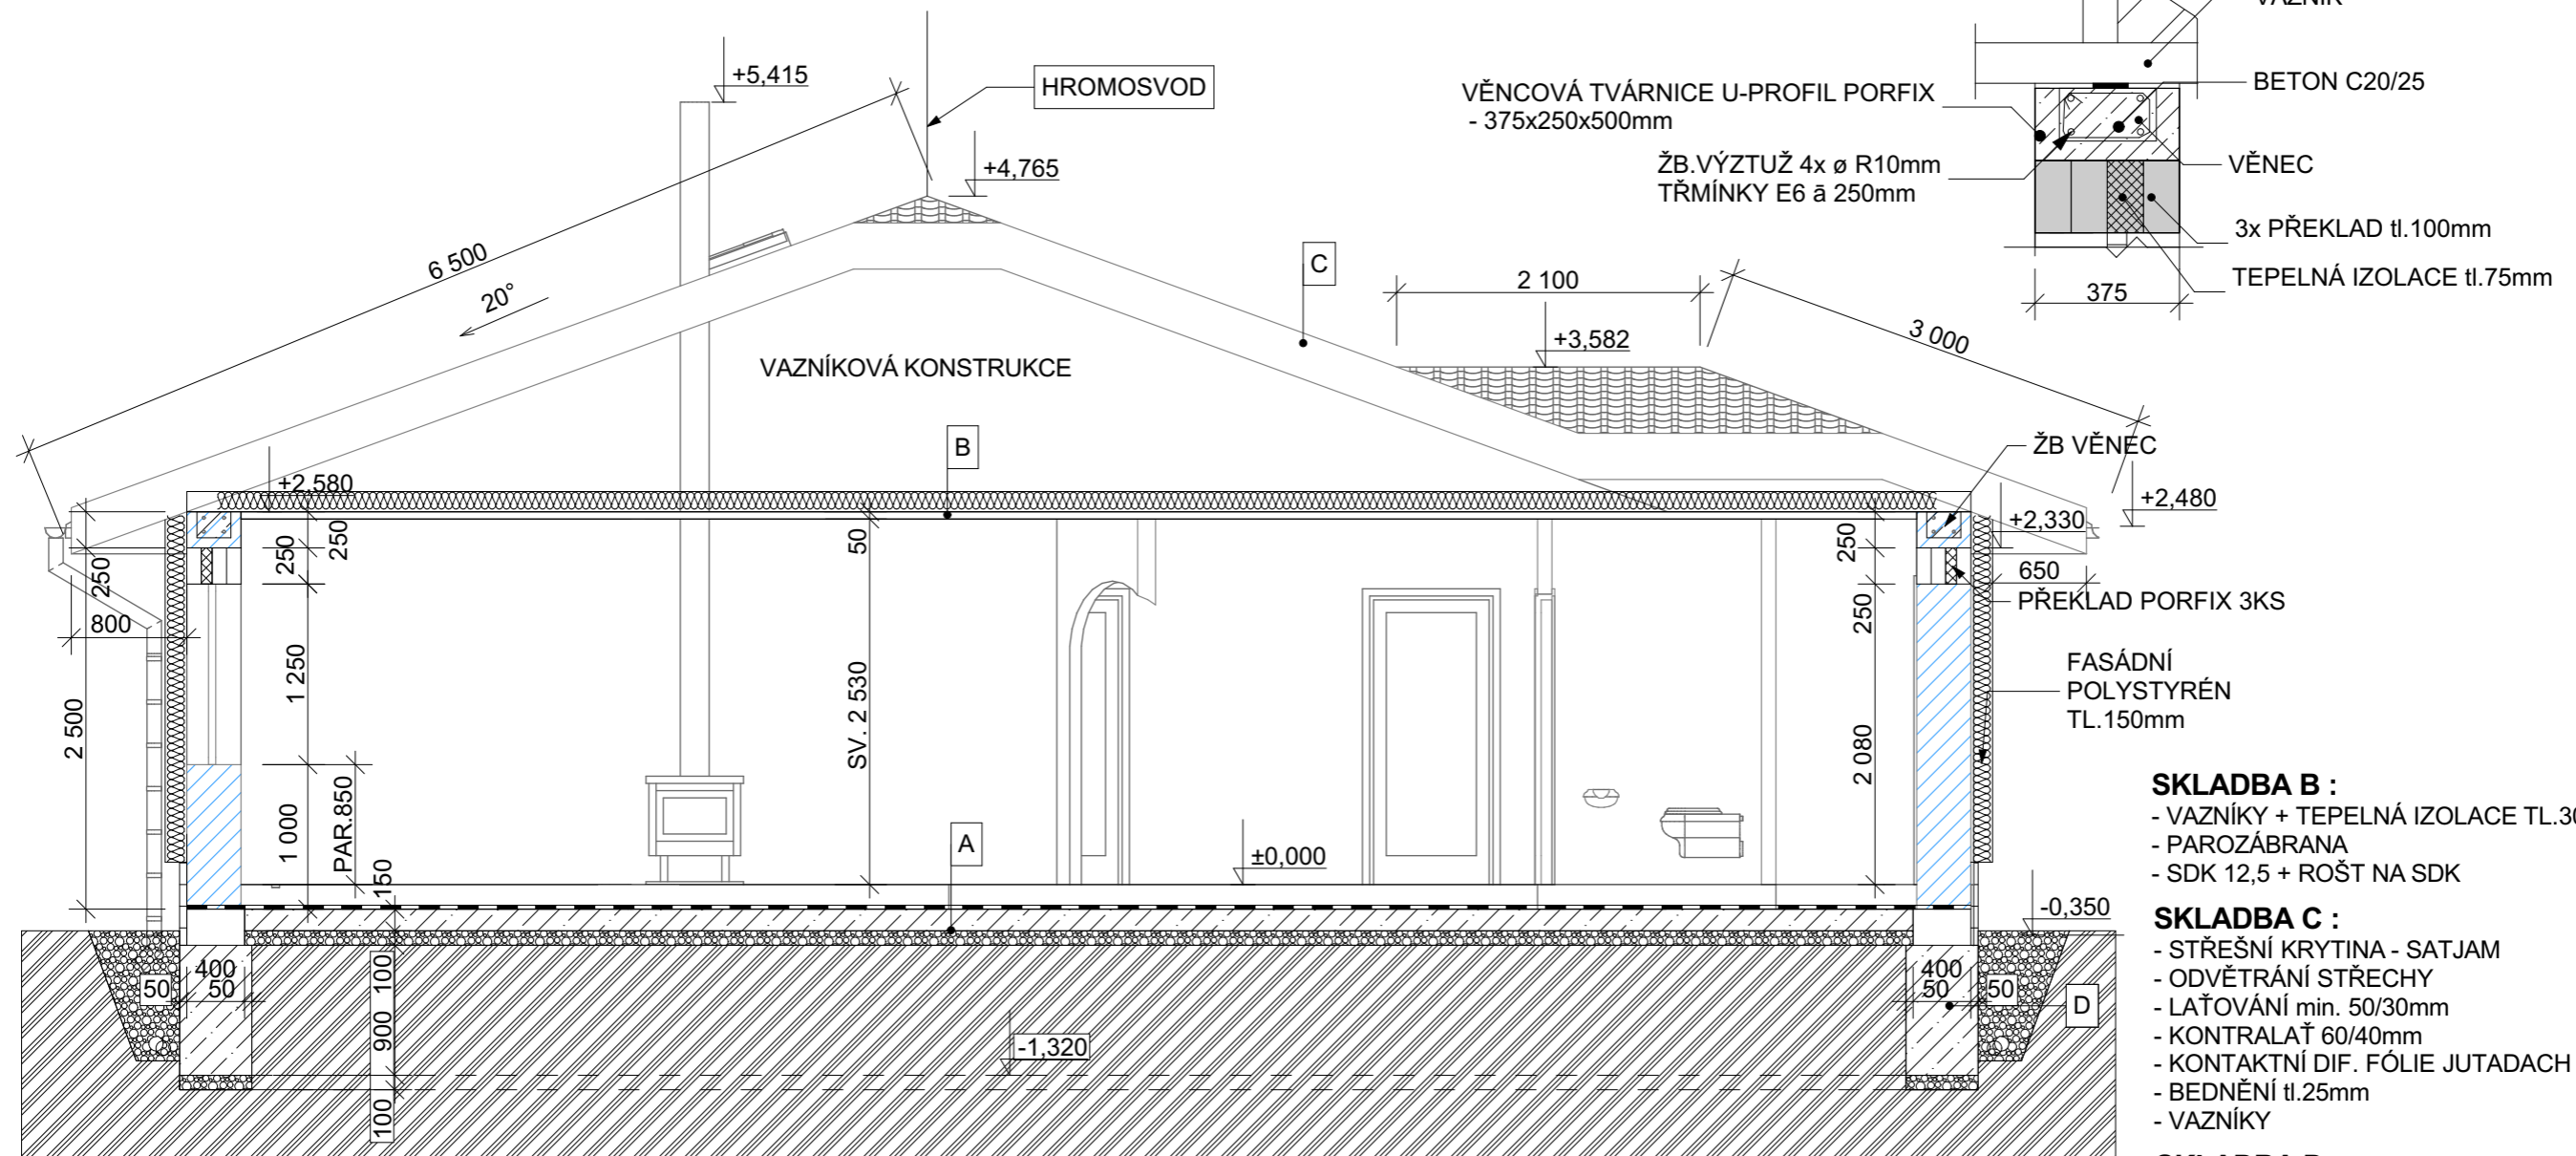 VAZNÍK
BETON C20/25
VĚNCOVÁ TVÁRNICE U-PROFIL PORFIX
- 375x250x500mm
ŽB.VÝZTUŽ 4x ø R10mm
TŘMÍNKY E6 ā 250mm
VĚNEC
3x PŘEKLAD tl.100mm
TEPELNÁ IZOLACE tl.75mm
375
+5,415
HROMOSVOD
+4,765
6 500
20°
C
2 100
+3,582
3 000
VAZNÍKOVÁ KONSTRUKCE
B
ŽB VĚNEC
+2,580
+2,480
+2,330
250
250
250
50
250
250
650
800
PŘEKLAD PORFIX 3KS
1 250
2 500
SV. 2 530
2 080
FASÁDNÍ
POLYSTYRÉN
TL.150mm
1 000
PAR.850
150
A
±0,000
-0,350
400
50
50
100
900
100
-1,320
400
50
50
D
SKLADBA B :
- VAZNÍKY + TEPELNÁ IZOLACE TL.30
- PAROZÁBRANA
- SDK 12,5 + ROŠT NA SDK
SKLADBA C :
- STŘEŠNÍ KRYTINA - SATJAM
- ODVĚTRÁNÍ STŘECHY
- LAŤOVÁNÍ min. 50/30mm
- KONTRALAŤ 60/40mm
- KONTAKTNÍ DIF. FÓLIE JUTADACH
- BEDNĚNÍ tl.25mm
- VAZNÍKY